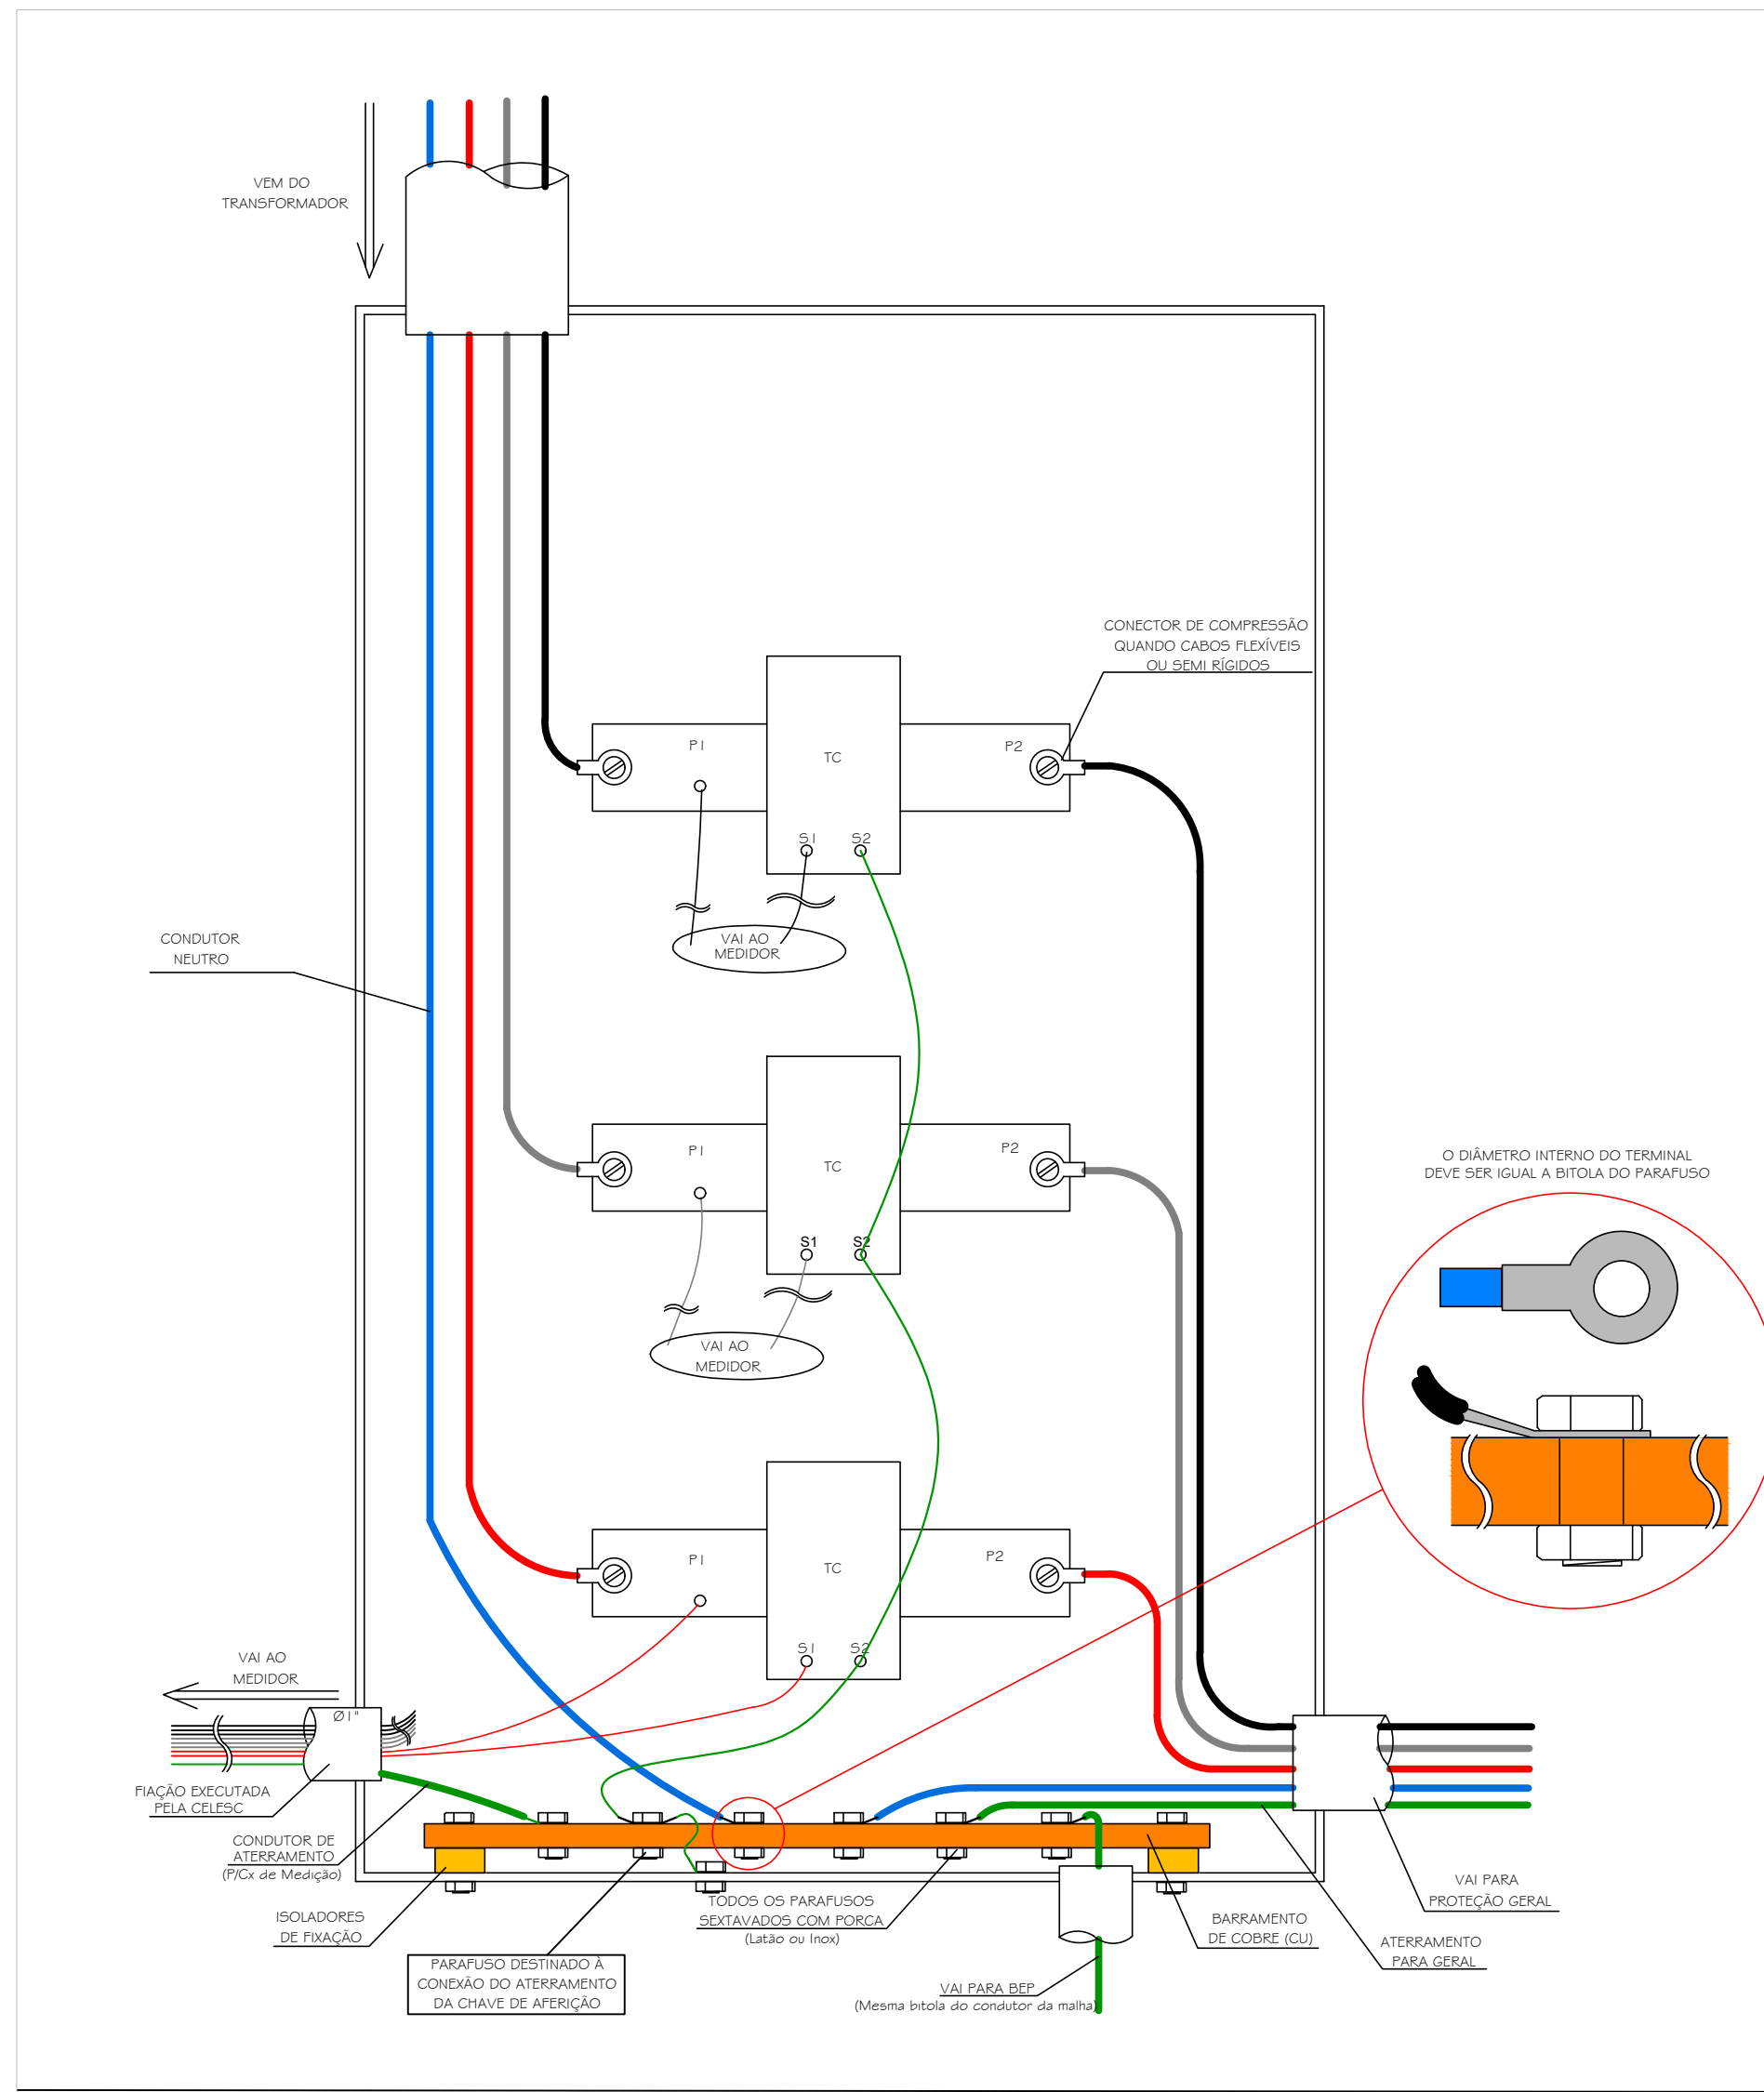 VEM DO
TRANSFORMADOR
CONECTOR DE COMPRESSÃO
QUANDO CABOS FLEXÍVEIS
OU SEMI RÍGIDOS
P1
TC
P2
S1
S2
VAI AO
MEDIDOR
CONDUTOR
NEUTRO
P1
TC
P2
S1
S2
VAI AO
MEDIDOR
O DIÂMETRO INTERNO DO TERMINAL
DEVE SER IGUAL A BITOLA DO PARAFUSO
P1
TC
P2
S1
S2
VAI AO
MEDIDOR
Ø1"
FIAÇÃO EXECUTADA
PELA CELESC
CONDUTOR DE
ATERRAMENTO
(P/Cx de Medição)
ISOLADORES
DE FIXAÇÃO
PARAFUSO DESTINADO À
CONEXÃO DO ATERRAMENTO
DA CHAVE DE AFERIÇÃO
TODOS OS PARAFUSOS
SEXTAVADOS COM PORCA
(Latão ou Inox)
VAI PARA BEP
(Mesma bitola do condutor da malha)
BARRAMENTO
DE COBRE (CU)
ATERRAMENTO
PARA GERAL
VAI PARA
PROTEÇÃO GERAL